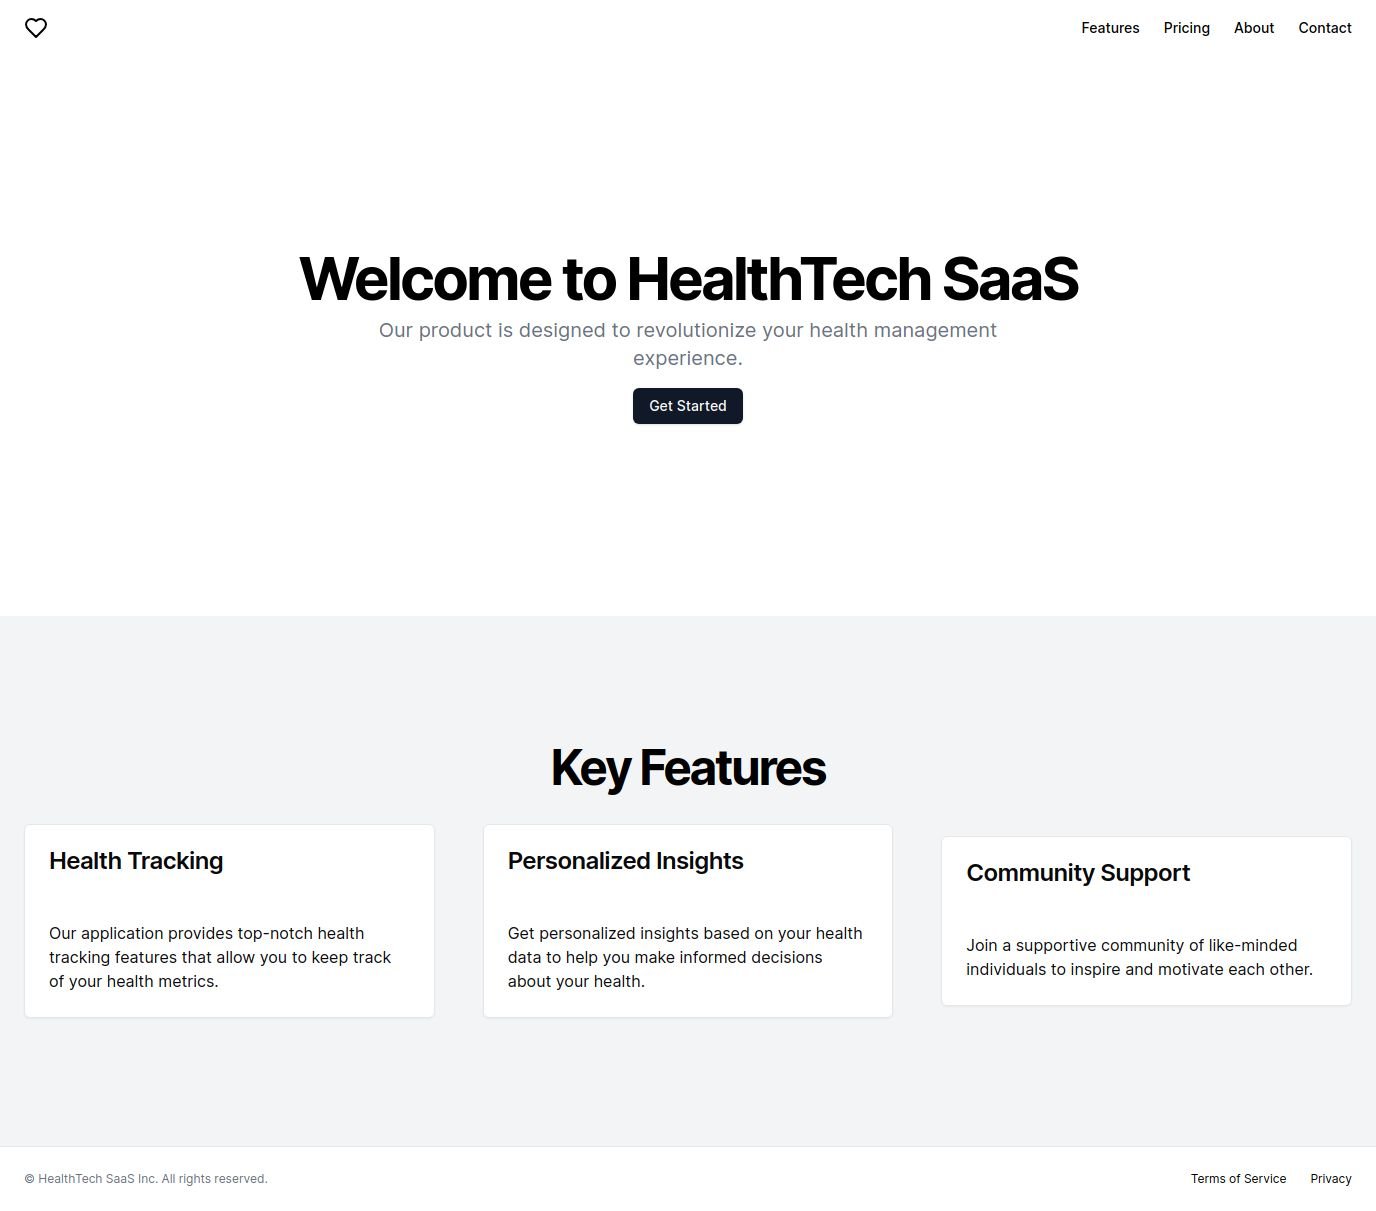 Features Pricing About Contact
Welcome to HealthTech SaaS
Our product is designed to revolutionize your health management
experience.
Get Started
Key Features
Health Tracking
Our application provides top-notch health
tracking features that allow you to keep track
of your health metrics.
Personalized Insights
Get personalized insights based on your health
data to help you make informed decisions
about your health.
Community Support
Join a supportive community of like-minded
individuals to inspire and motivate each other.
© HealthTech SaaS Inc. All rights reserved.
Terms of Service Privacy